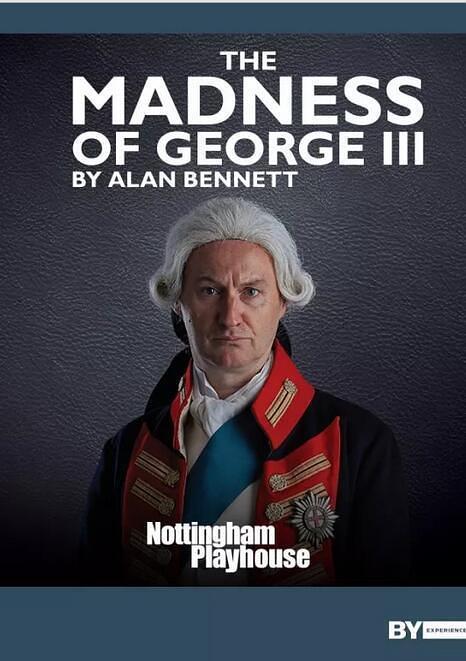 THE
MADNESS
OF GEORGE III
BY ALAN BENNETT
Nottingham
Playhouse
BY EXPERIENCE